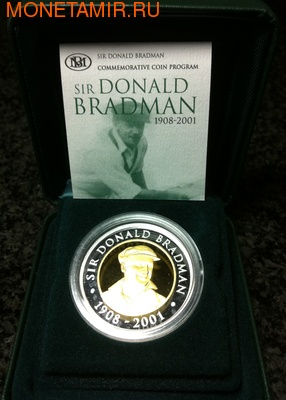 MONETAMIR.RU
SIR DONALD BRADMAN
COMMEMORATIVE COIN PROGRAM
SIR DONALD
BRADMAN
1908-2001
• SIR DONALD BRADMAN •
1908 - 2001